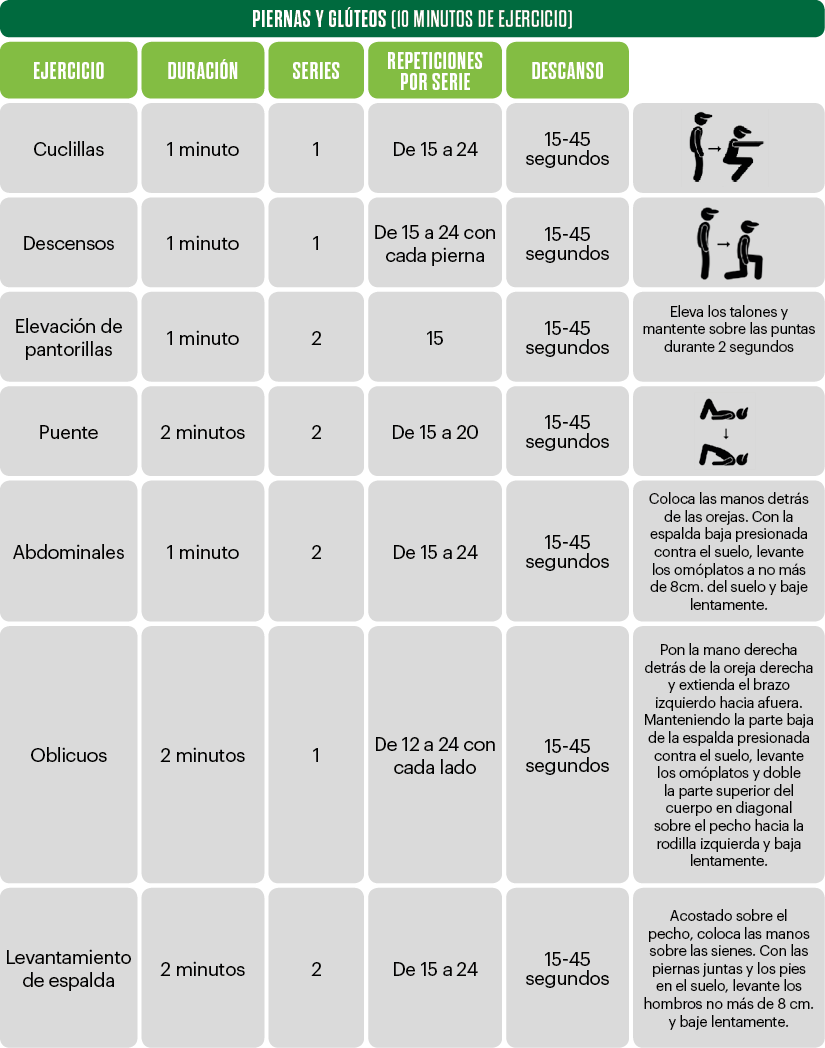 PIERNAS Y GLÚTEOS (10 MINUTOS DE EJERCICIO)
EJERCICIO
DURACIÓN
SERIES
REPETICIONES
POR SERIE
DESCANSO
Cuclillas
1 minuto
1
De 15 a 24
15-45
segundos
Descensos
1 minuto
1
De 15 a 24 con
cada pierna
15-45
segundos
Elevación de
pantorillas
1 minuto
2
15
15-45
segundos
Eleva los talones y
mantente sobre las puntas
durante 2 segundos
Puente
2 minutos
2
De 15 a 20
15-45
segundos
Abdominales
1 minuto
2
De 15 a 24
15-45
segundos
Coloca las manos detrás
de las orejas. Con la
espalda baja presionada
contra el suelo, levante
los omóplatos a no más
de 8cm. del suelo y baje
lentamente.
Oblicuos
2 minutos
1
De 12 a 24 con
cada lado
15-45
segundos
Pon la mano derecha
detrás de la oreja derecha
y extienda el brazo
izquierdo hacia afuera.
Manteniendo la parte baja
de la espalda presionada
contra el suelo, levante
los omóplatos y doble
la parte superior del
cuerpo en diagonal
sobre el pecho hacia la
rodilla izquierda y baja
lentamente.
Levantamiento
de espalda
2 minutos
2
De 15 a 24
15-45
segundos
Acostado sobre el
pecho, coloca las manos
sobre las sienes. Con las
piernas juntas y los pies
en el suelo, levante los
hombros no más de 8 cm.
y baje lentamente.